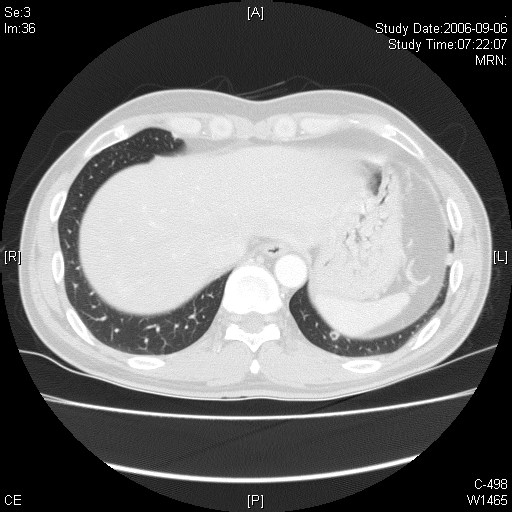 Se:3
Im:36
[A]
.
Study Date:2006-09-06
Study Time:07:22:07
MRN:
[R]
[L]
CE
[P]
C-498
W1465